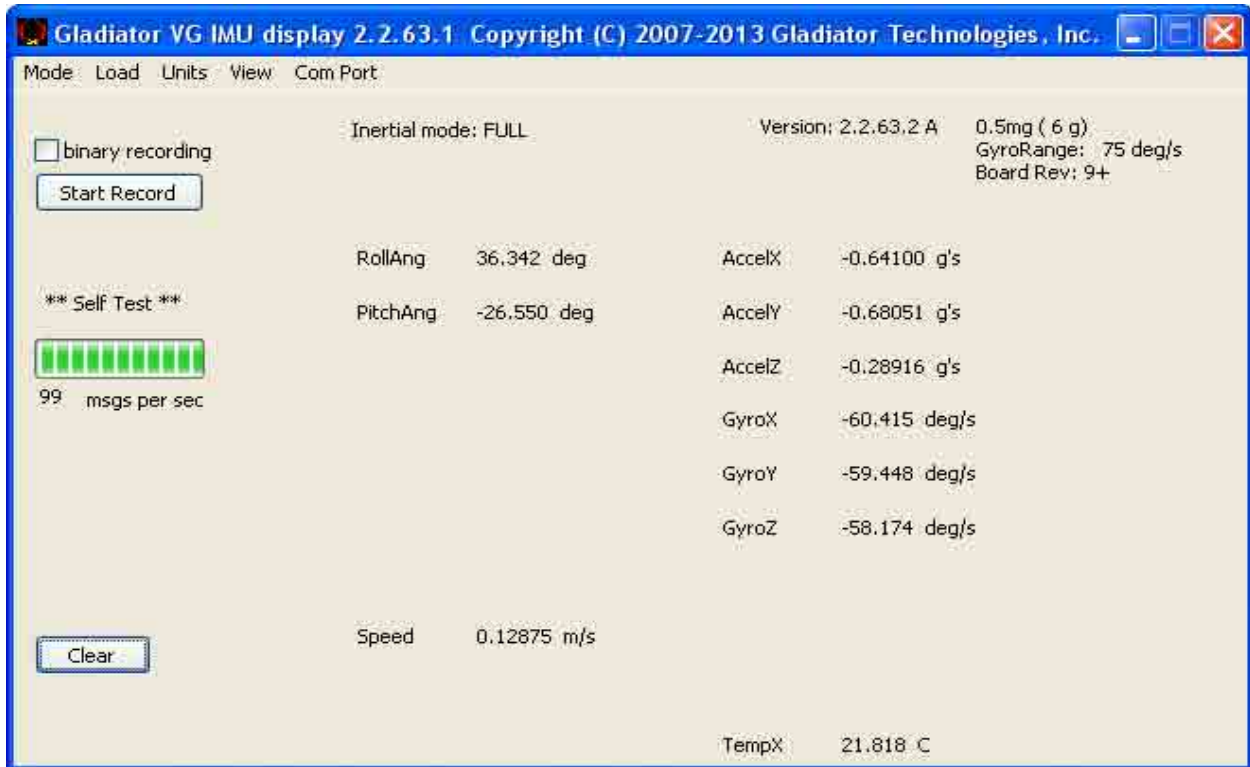 Gladiator VG IMU display 2.2.63.1 Copyright (C) 2007-2013 Gladiator Technologies, Inc.
Mode Load Units View Com Port
binary recording
Start Record
Inertial mode: FULL
Version: 2.2.63.2 A
0.5mg ( 6 g)
GyroRange: 75 deg/s
Board Rev: 9+
** Self Test **
99 msgs per sec
RollAng 36.342 deg
PitchAng -26.550 deg
AccelX -0.64100 g's
AccelY -0.68051 g's
AccelZ -0.28916 g's
GyroX -60.415 deg/s
GyroY -59.448 deg/s
GyroZ -58.174 deg/s
Clear
Speed 0.12875 m/s
TempX 21.818 C